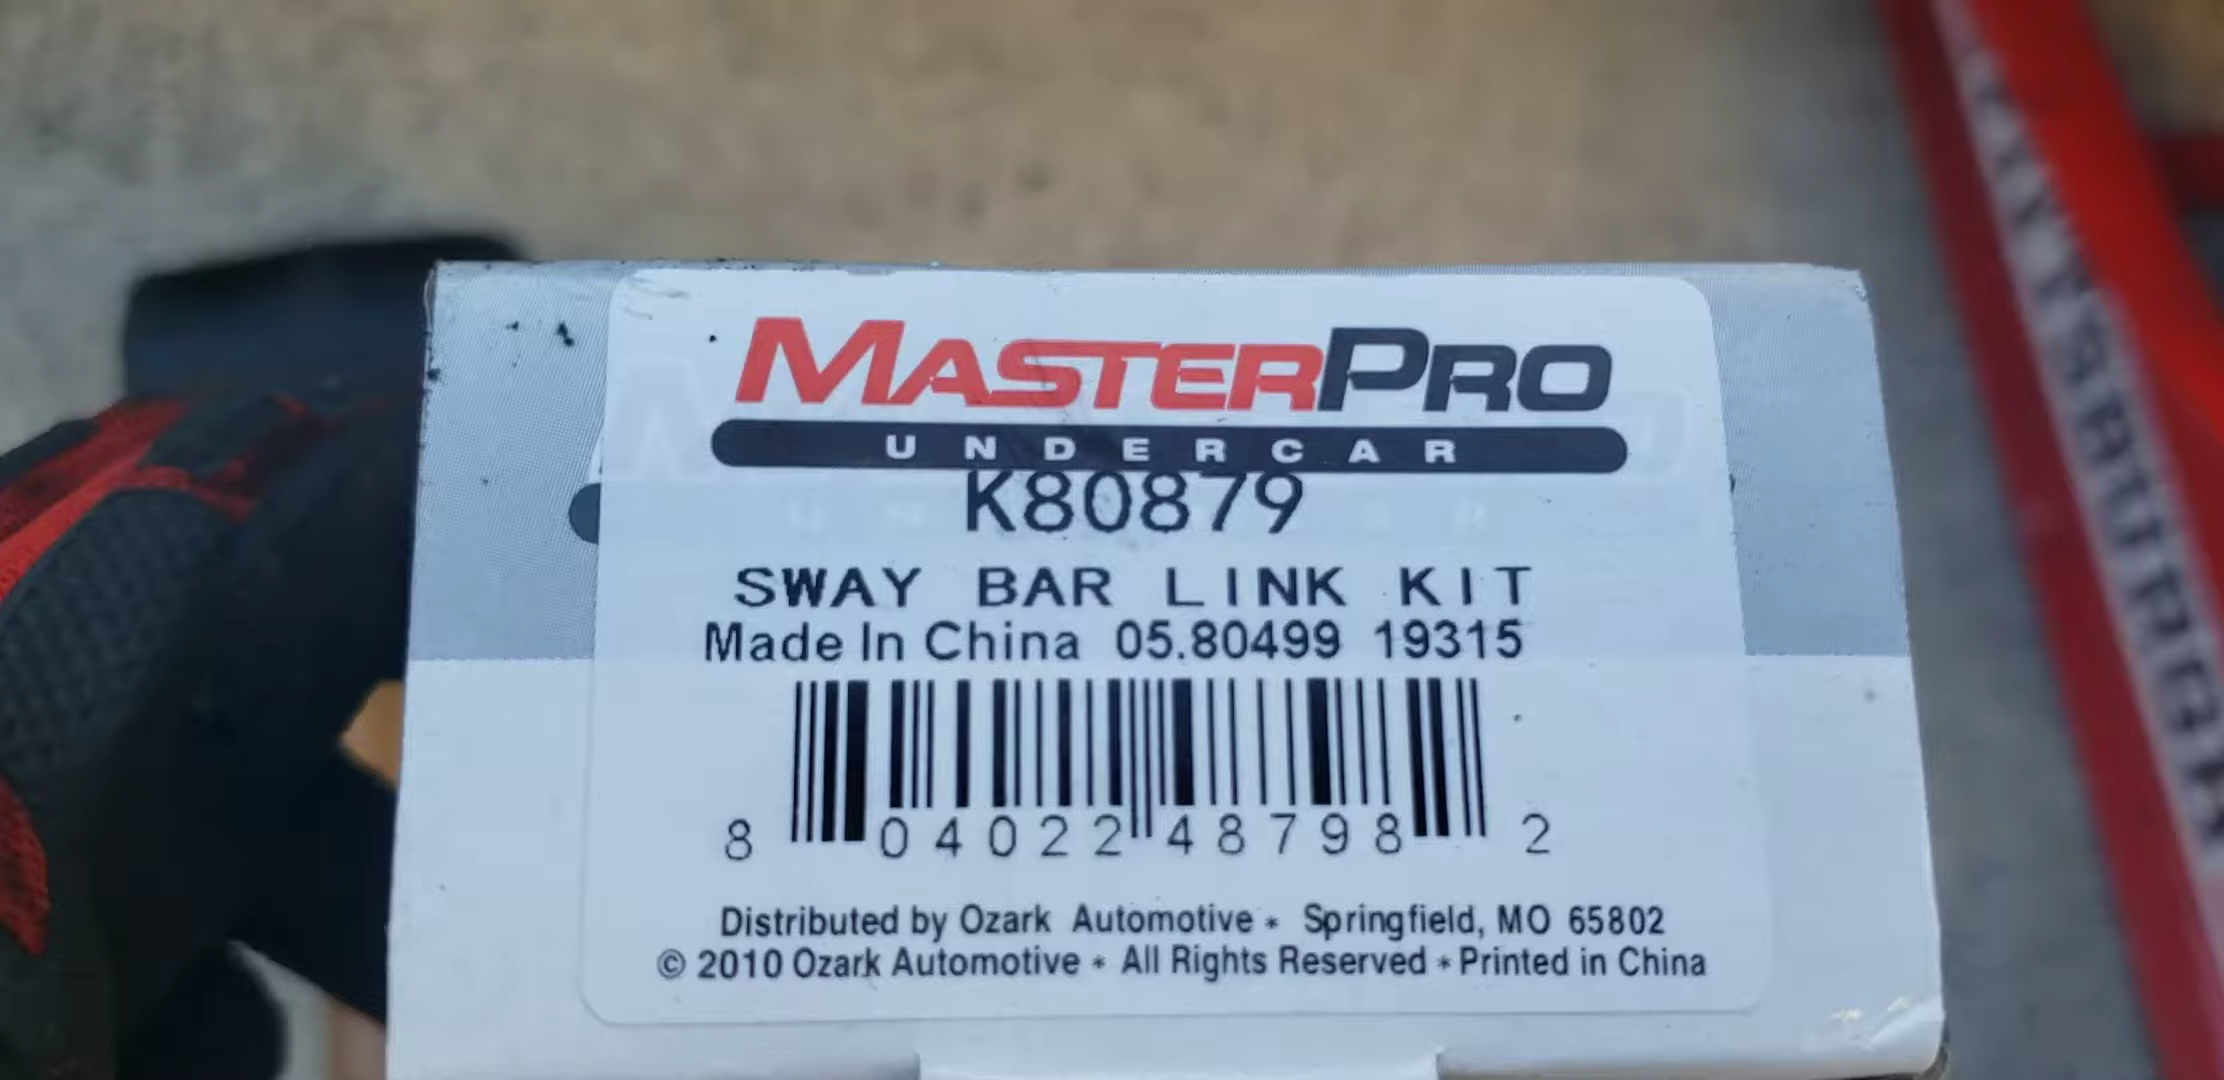 MASTERPRO
UNDERCAR
K80879
SWAY BAR LINK KIT
Made In China 05.80499 19315
8 04022 48798 2
Distributed by Ozark Automotive * Springfield, MO 65802
© 2010 Ozark Automotive * All Rights Reserved * Printed in China